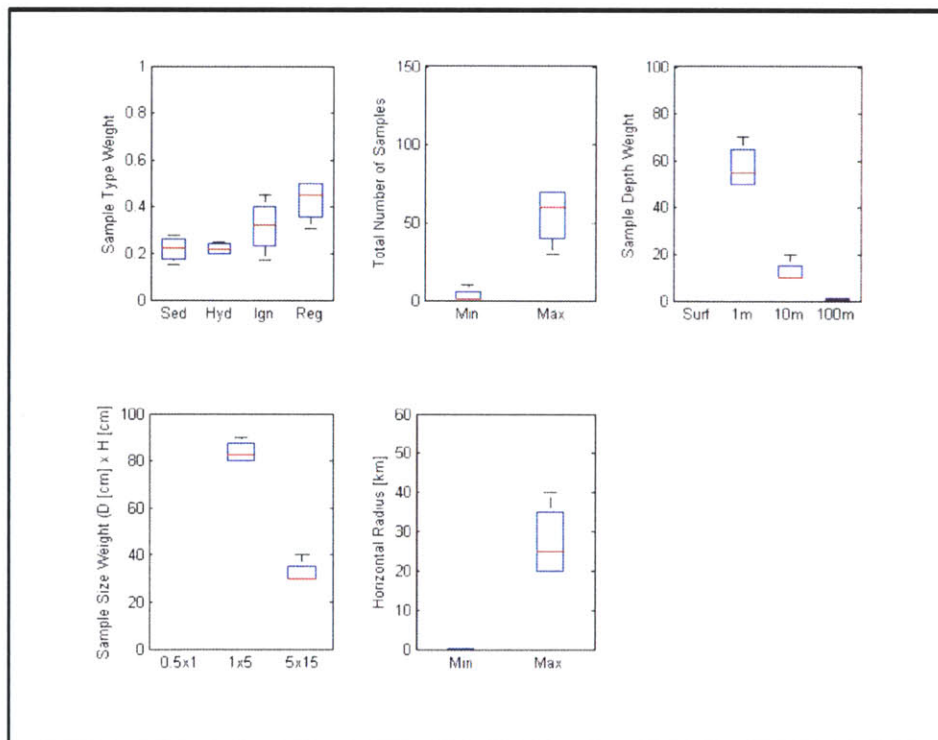 Sample Type Weight
1
0.8
0.6
0.4
0.2
0
Sed Hyd Ign Reg
Total Number of Samples
150
100
50
0
Min Max
Sample Depth Weight
100
80
60
40
20
0
Surf 1m 10m 100m
Sample Size Weight (D [cm] x H [cm]
100
80
60
40
20
0
0.5x1 1x5 5x15
Horizontal Radius [km]
60
50
40
30
20
10
0
Min Max